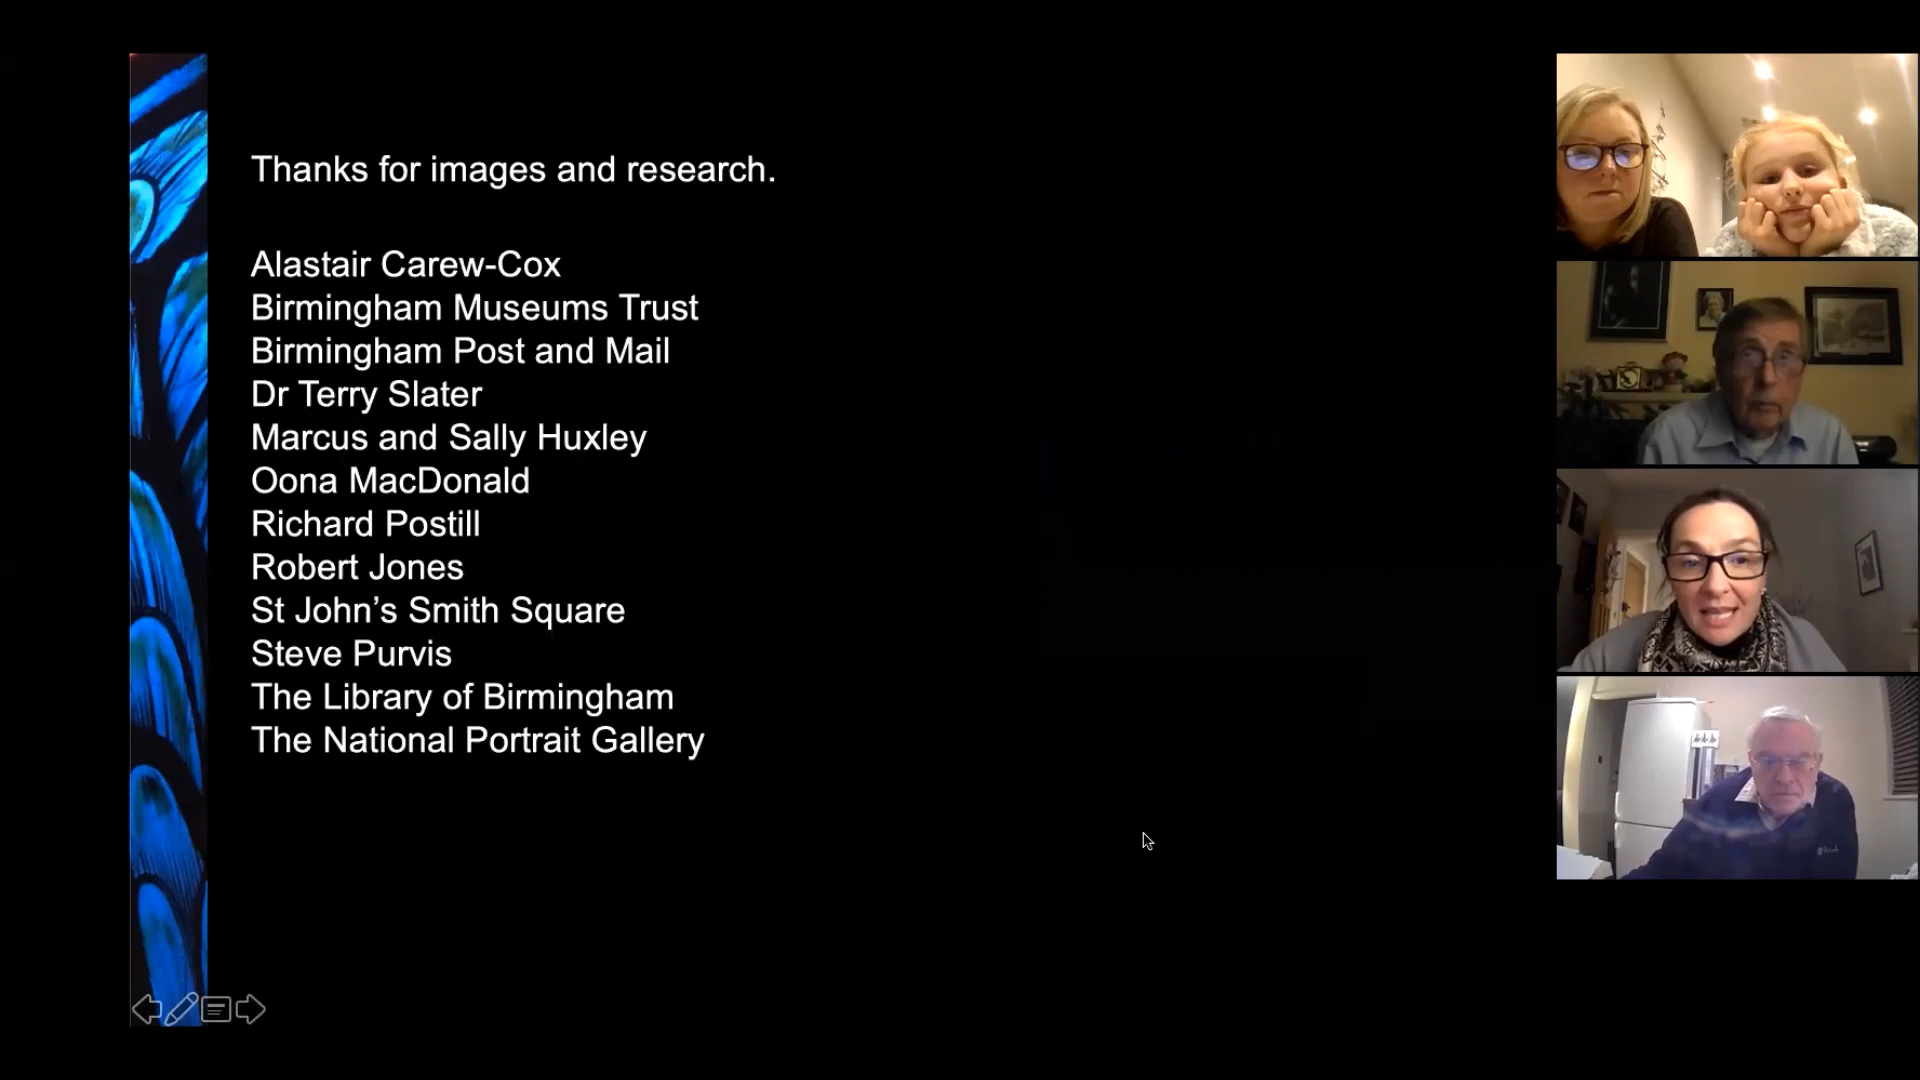 Thanks for images and research.
Alastair Carew-Cox
Birmingham Museums Trust
Birmingham Post and Mail
Dr Terry Slater
Marcus and Sally Huxley
Oona MacDonald
Richard Postill
Robert Jones
St John’s Smith Square
Steve Purvis
The Library of Birmingham
The National Portrait Gallery